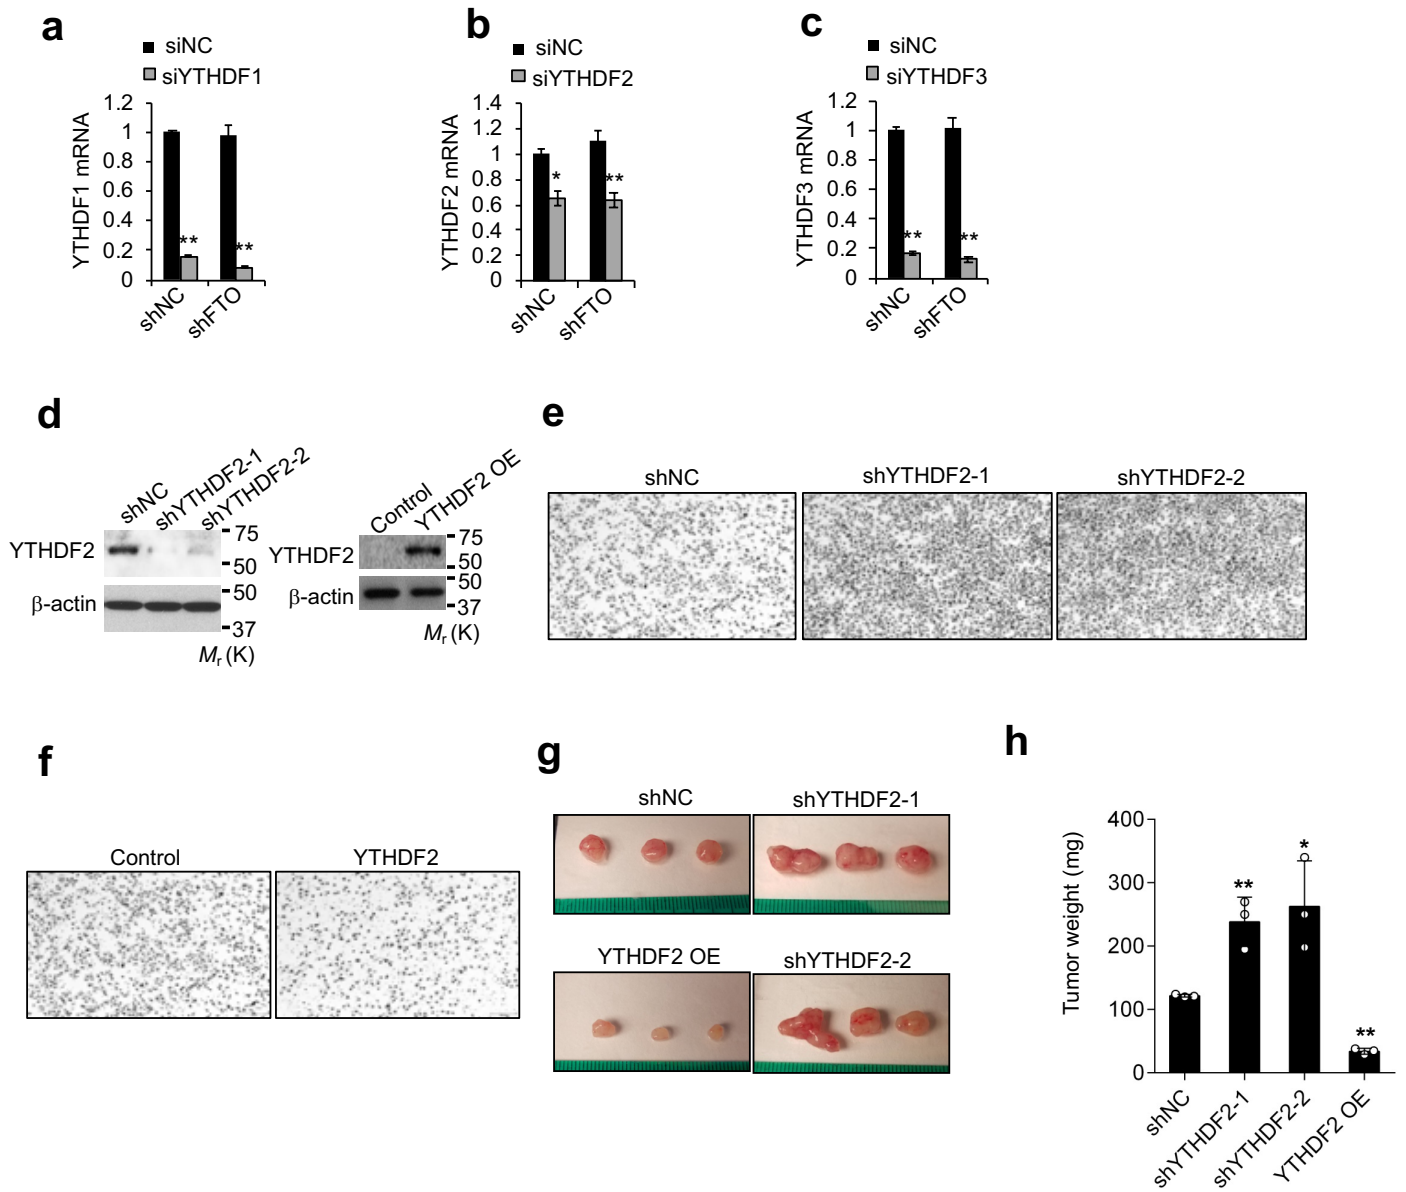 a
siNC
siYTHDF1
YTHDF1 mRNA
1.2
1
0.8
0.6
0.4
0.2
0
**
**
shNC
shFTO
b
siNC
siYTHDF2
YTHDF2 mRNA
1.4
1.2
1
0.8
0.6
0.4
0.2
0
*
**
shNC
shFTO
c
siNC
siYTHDF3
YTHDF3 mRNA
1.2
1
0.8
0.6
0.4
0.2
0
**
**
shNC
shFTO
d
shNC
shYTHDF2-1
shYTHDF2-2
YTHDF2
75
50
β-actin
50
37
Mr (K)
Control
YTHDF2 OE
YTHDF2
75
50
β-actin
50
37
Mr (K)
e
shNC
shYTHDF2-1
shYTHDF2-2
f
Control
YTHDF2
g
shNC
shYTHDF2-1
YTHDF2 OE
shYTHDF2-2
h
Tumor weight (mg)
400
300
200
100
0
**
*
**
shNC
shYTHDF2-1
shYTHDF2-2
YTHDF2 OE